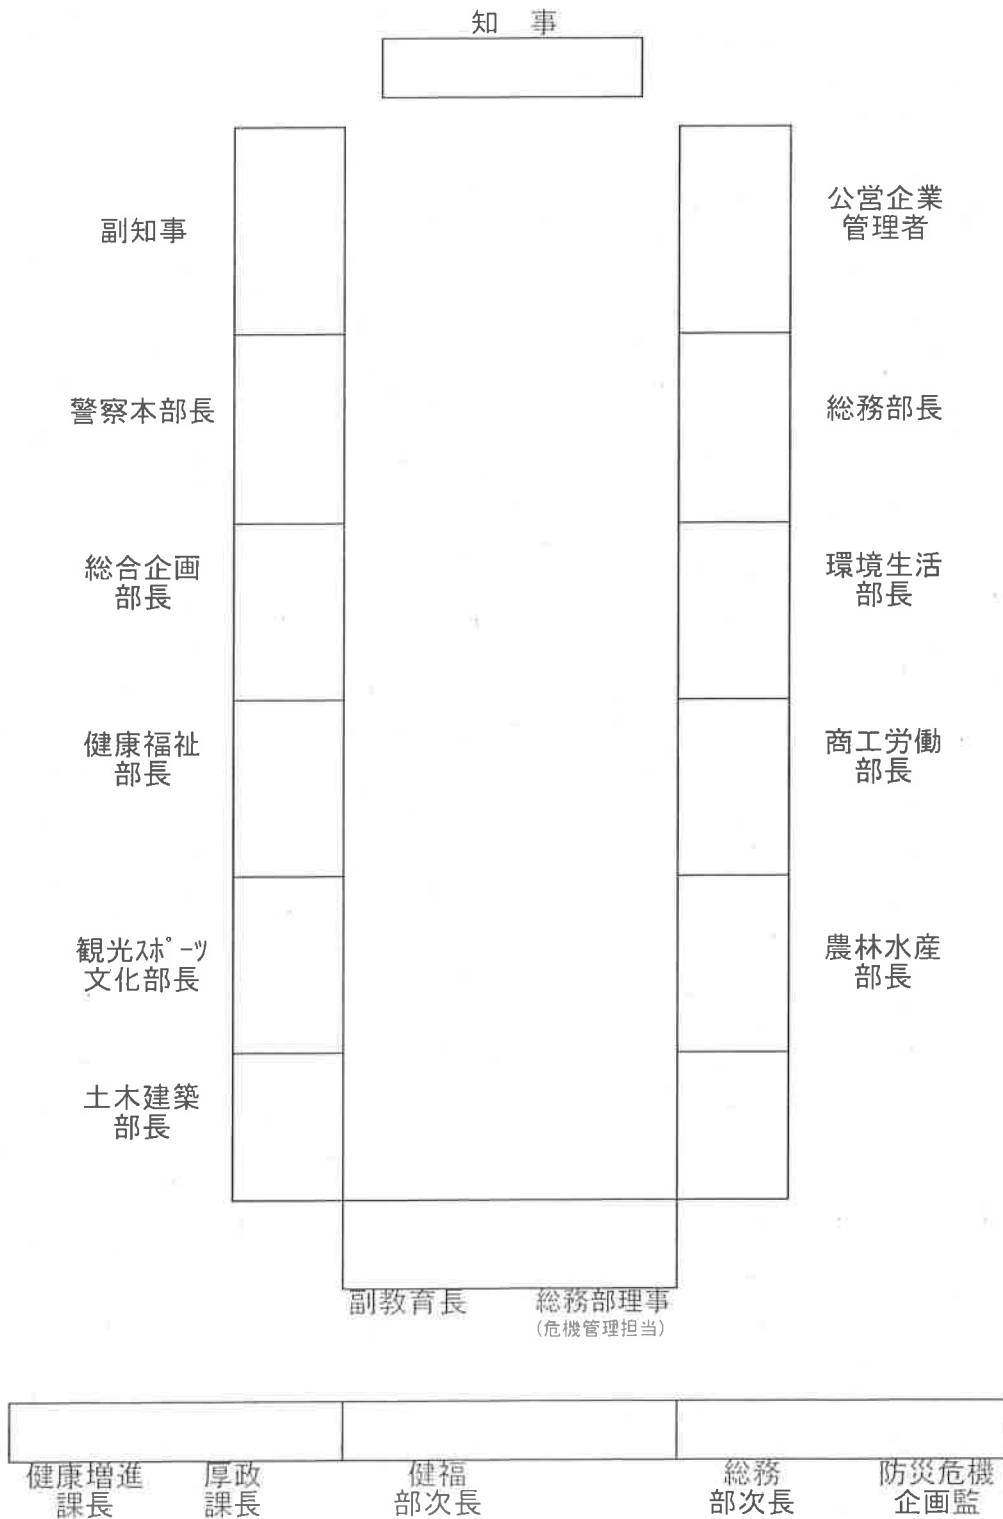 知 事
副知事
公営企業
管理者
警察本部長
総務部長
総合企画
部長
環境生活
部長
健康福祉
部長
商工労働
部長
観光ｽﾎﾟｰﾂ
文化部長
農林水産
部長
土木建築
部長
副教育長
総務部理事
(危機管理担当)
健康増進
課長
厚政
課長
健福
部次長
総務
部次長
防災危機
企画監